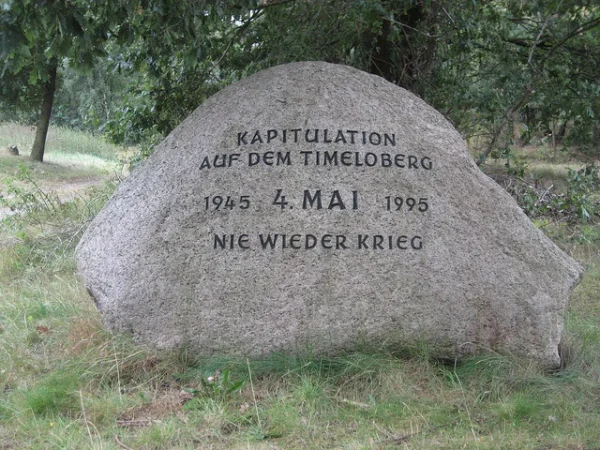 KAPITULATION
AUF DEM TIMELOBERG
1945 4. MAI 1995
NIE WIEDER KRIEG